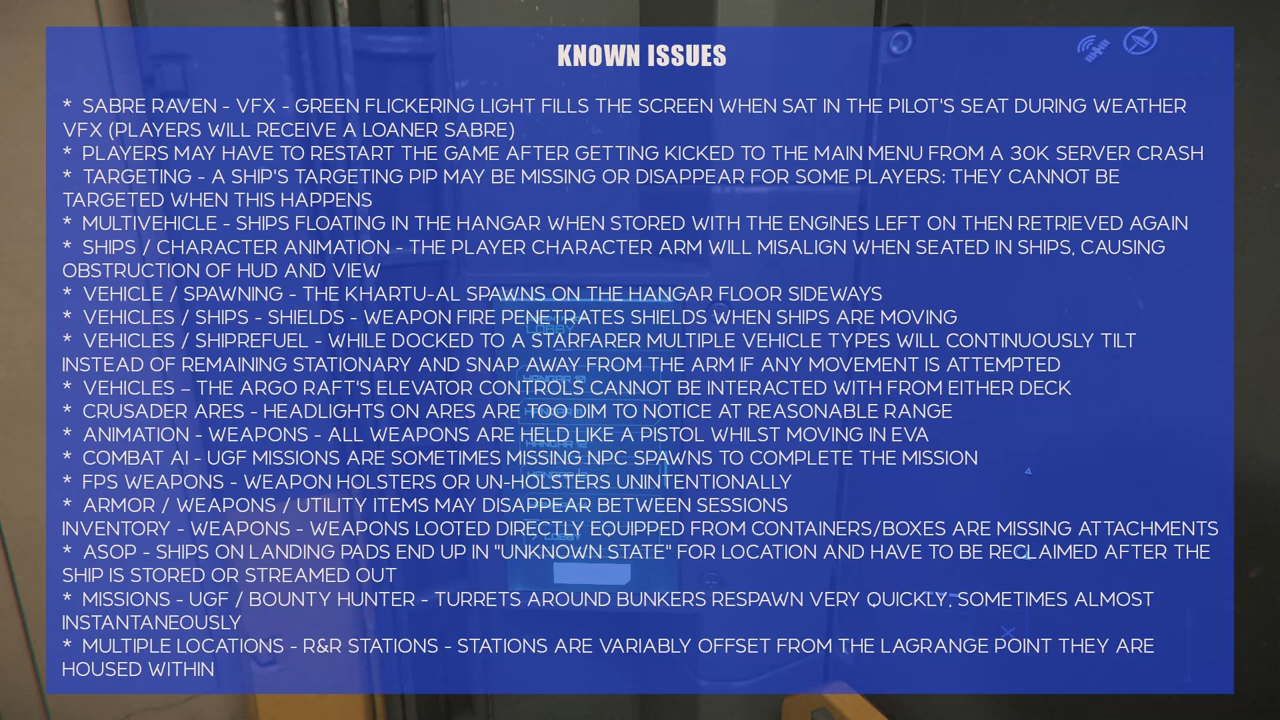 KNOWN ISSUES
* SABRE RAVEN - VFX - GREEN FLICKERING LIGHT FILLS THE SCREEN WHEN SAT IN THE PILOT'S SEAT DURING WEATHER
VFX (PLAYERS WILL RECEIVE A LOANER SABRE)
* PLAYERS MAY HAVE TO RESTART THE GAME AFTER GETTING KICKED TO THE MAIN MENU FROM A 30K SERVER CRASH
* TARGETING - A SHIP'S TARGETING PIP MAY BE MISSING OR DISAPPEAR FOR SOME PLAYERS: THEY CANNOT BE
TARGETED WHEN THIS HAPPENS
* MULTIVEHICLE - SHIPS FLOATING IN THE HANGAR WHEN STORED WITH THE ENGINES LEFT ON THEN RETRIEVED AGAIN
* SHIPS / CHARACTER ANIMATION - THE PLAYER CHARACTER ARM WILL MISALIGN WHEN SEATED IN SHIPS, CAUSING
OBSTRUCTION OF HUD AND VIEW
* VEHICLE / SPAWNING - THE KHARTU-AL SPAWNS ON THE HANGAR FLOOR SIDEWAYS
* VEHICLES / SHIPS - SHIELDS - WEAPON FIRE PENETRATES SHIELDS WHEN SHIPS ARE MOVING
LOBBY
* VEHICLES / SHIPREFUEL - WHILE DOCKED TO A STARFARER MULTIPLE VEHICLE TYPES WILL CONTINUOUSLY TILT
INSTEAD OF REMAINING STATIONARY AND SNAP AWAY FROM THE ARM IF ANY MOVEMENT IS ATTEMPTED
* VEHICLES – THE ARGO RAFT'S ELEVATOR CONTROLS CANNOT BE INTERACTED WITH FROM EITHER DECK
* CRUSADER ARES - HEADLIGHTS ON ARES ARE TOO DIM TO NOTICE AT REASONABLE RANGE
* ANIMATION - WEAPONS - ALL WEAPONS ARE HELD LIKE A PISTOL WHILST MOVING IN EVA
* COMBAT AI - UGF MISSIONS ARE SOMETIMES MISSING NPC SPAWNS TO COMPLETE THE MISSION
* FPS WEAPONS - WEAPON HOLSTERS OR UN-HOLSTERS UNINTENTIONALLY
* ARMOR / WEAPONS / UTILITY ITEMS MAY DISAPPEAR BETWEEN SESSIONS
INVENTORY - WEAPONS - WEAPONS LOOTED DIRECTLY EQUIPPED FROM CONTAINERS/BOXES ARE MISSING ATTACHMENTS
* ASOP - SHIPS ON LANDING PADS END UP IN "UNKNOWN STATE" FOR LOCATION AND HAVE TO BE RECLAIMED AFTER THE
SHIP IS STORED OR STREAMED OUT
* MISSIONS - UGF / BOUNTY HUNTER - TURRETS AROUND BUNKERS RESPAWN VERY QUICKLY, SOMETIMES ALMOST
INSTANTANEOUSLY
* MULTIPLE LOCATIONS - R&R STATIONS - STATIONS ARE VARIABLY OFFSET FROM THE LAGRANGE POINT THEY ARE
HOUSED WITHIN